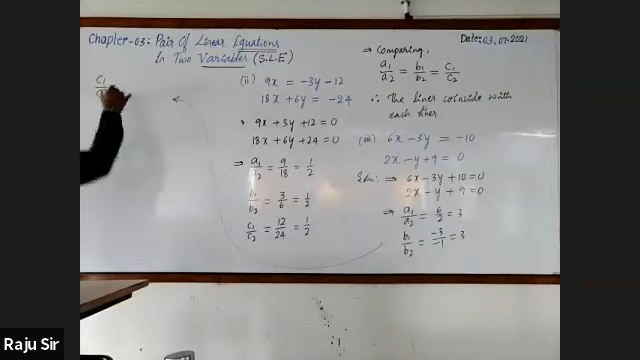 Chapter-03: Pair Of Linear Equations
In Two Variables (S.L.E)
Date: 03.07.2021
(ii) 9x = -3y -12
18x + 6y = -24
9x + 3y + 12 = 0
18x + 6y + 24 = 0
⇒ a₁/a₂ = 9/18 = 1/2
b₁/b₂ = 3/6 = 1/2
c₁/c₂ = 12/24 = 1/2
⇒ Comparing,
a₁/a₂ = b₁/b₂ = c₁/c₂
∴ The lines coincide with
each other.
(iii) 6x - 3y = -10
2x - y + 9 = 0
Soln: ⇒ 6x - 3y + 10 = 0
2x - y + 9 = 0
⇒ a₁/a₂ = 6/2 = 3
b₁/b₂ = -3/-1 = 3
c₁
Raju Sir